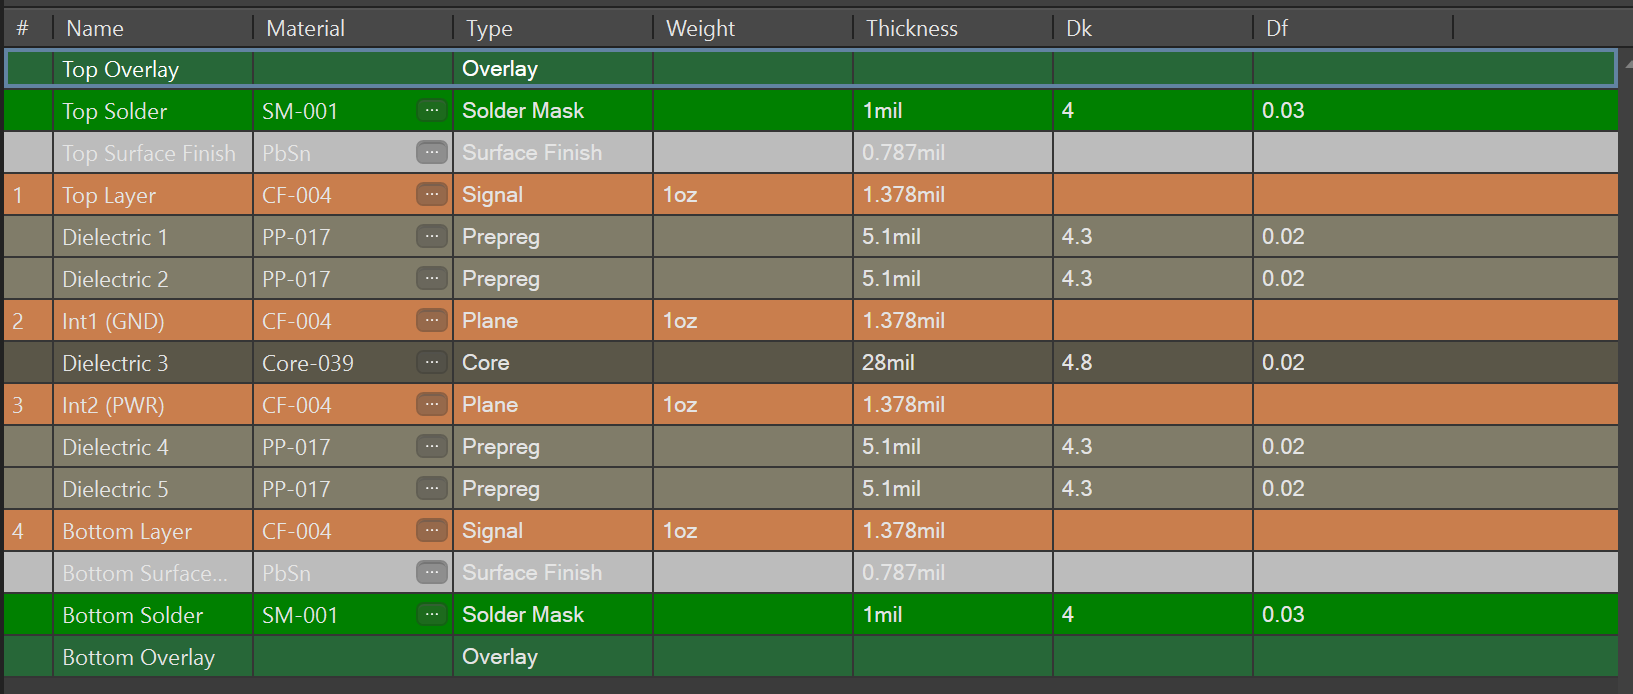 # Name Material Type Weight Thickness Dk Df
Top Overlay Overlay
Top Solder SM-001 ... Solder Mask 1mil 4 0.03
Top Surface Finish PbSn ... Surface Finish 0.787mil
1 Top Layer CF-004 ... Signal 1oz 1.378mil
Dielectric 1 PP-017 ... Prepreg 5.1mil 4.3 0.02
Dielectric 2 PP-017 ... Prepreg 5.1mil 4.3 0.02
2 Int1 (GND) CF-004 ... Plane 1oz 1.378mil
Dielectric 3 Core-039 ... Core 28mil 4.8 0.02
3 Int2 (PWR) CF-004 ... Plane 1oz 1.378mil
Dielectric 4 PP-017 ... Prepreg 5.1mil 4.3 0.02
Dielectric 5 PP-017 ... Prepreg 5.1mil 4.3 0.02
4 Bottom Layer CF-004 ... Signal 1oz 1.378mil
Bottom Surface... PbSn ... Surface Finish 0.787mil
Bottom Solder SM-001 ... Solder Mask 1mil 4 0.03
Bottom Overlay Overlay